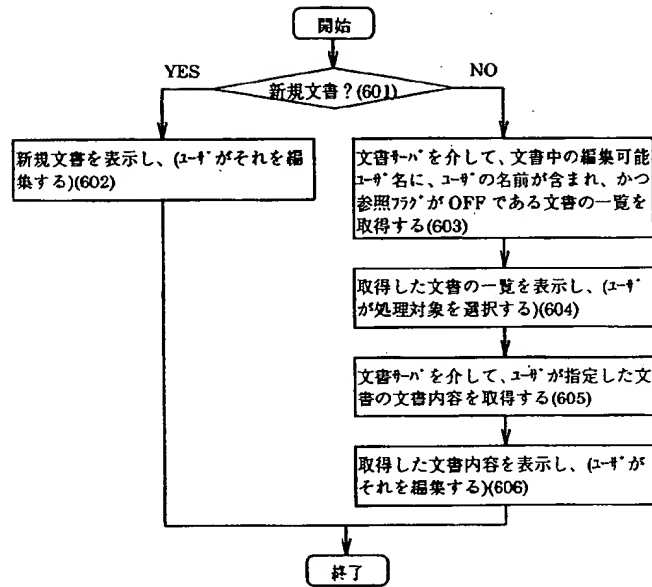 開始
YES
NO
新規文書?(601)
新規文書を表示し、(ﾕｰｻﾞがそれを編
集する)(602)
文書ｻｰﾊﾞを介して、文書中の編集可能
ﾕｰｻﾞ名に、ﾕｰｻﾞの名前が含まれ、かつ
参照ﾌﾗｸﾞがOFFである文書の一覧を
取得する(603)
取得した文書の一覧を表示し、(ﾕｰｻﾞ
が処理対象を選択する)(604)
文書ｻｰﾊﾞを介して、ﾕｰｻﾞが指定した文
書の文書内容を取得する(605)
取得した文書内容を表示し、(ﾕｰｻﾞが
それを編集する)(606)
終了